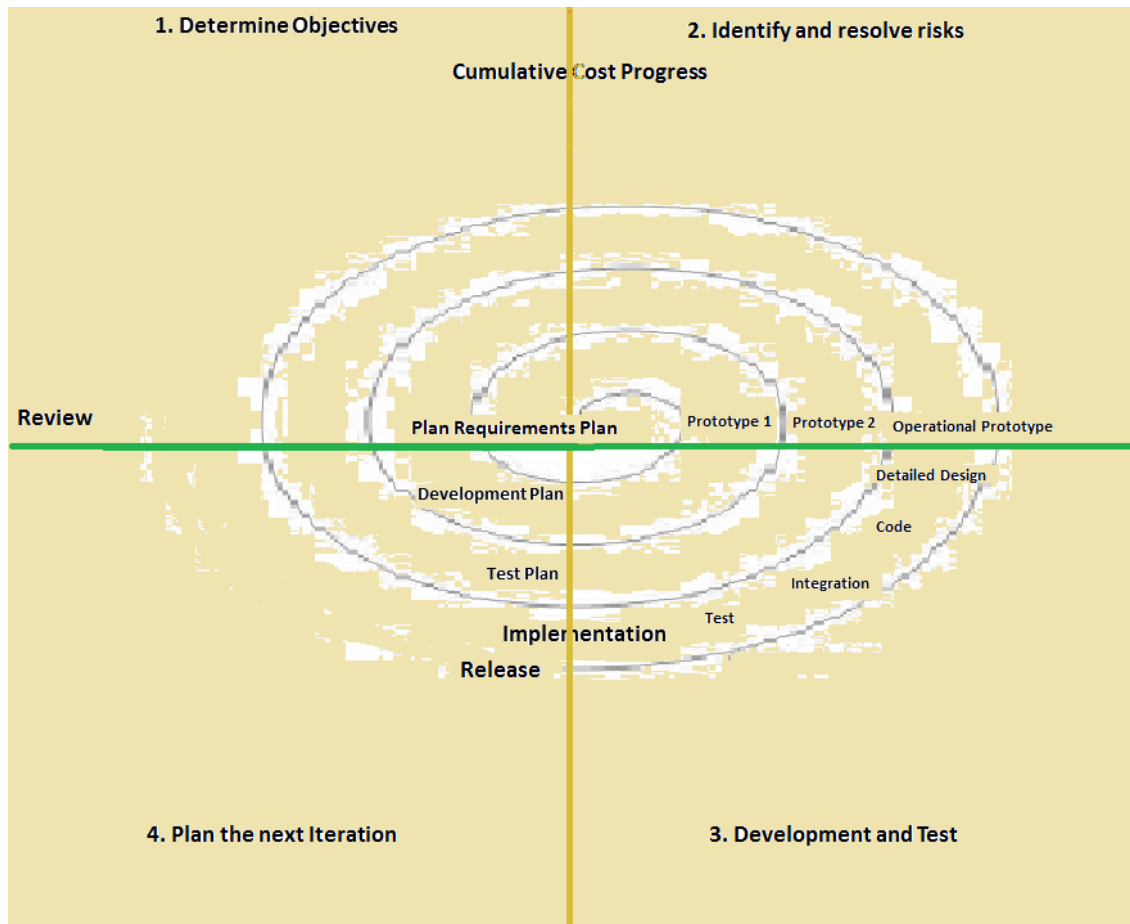 1. Determine Objectives
2. Identify and resolve risks
Cumulative Cost Progress
Review
Plan Requirements Plan
Prototype 1
Prototype 2
Operational Prototype
Development Plan
Detailed Design
Code
Test Plan
Integration
Test
Implementation
Release
4. Plan the next Iteration
3. Development and Test